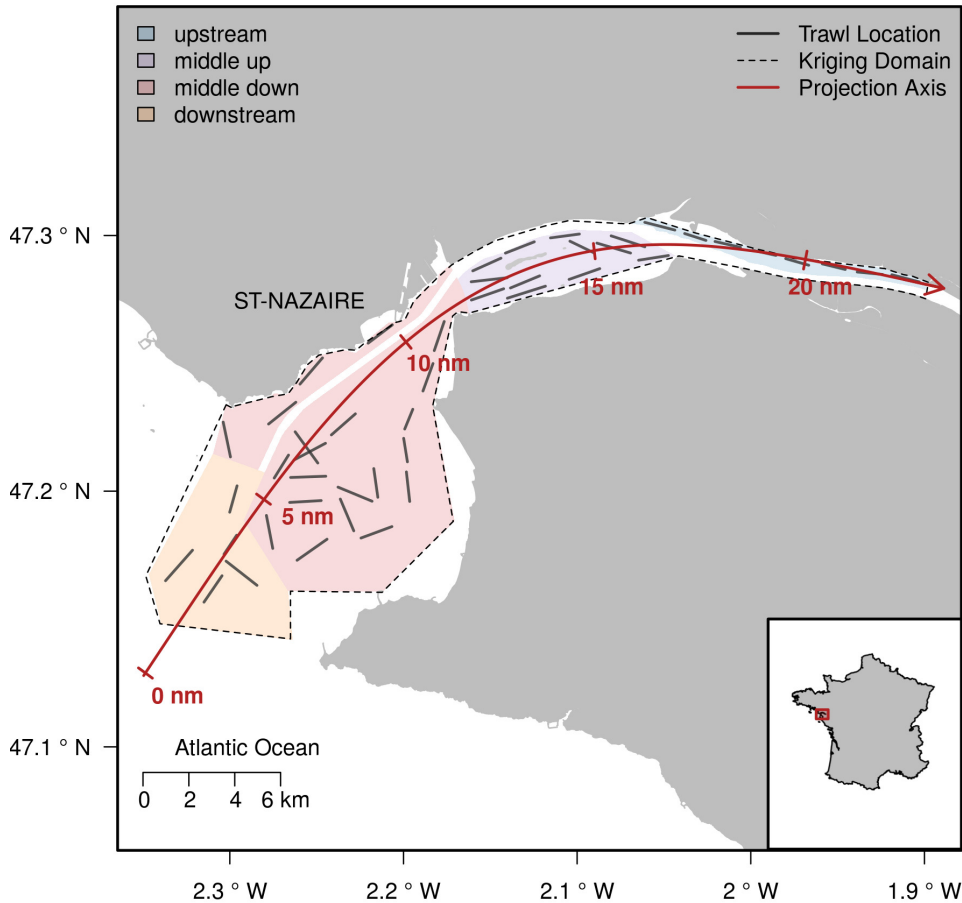 upstream
middle up
middle down
downstream
Trawl Location
Kriging Domain
Projection Axis
47.3 ° N
47.2 ° N
47.1 ° N
ST-NAZAIRE
15 nm
20 nm
10 nm
5 nm
0 nm
Atlantic Ocean
0 2 4 6 km
2.3 ° W 2.2 ° W 2.1 ° W 2 ° W 1.9 ° W